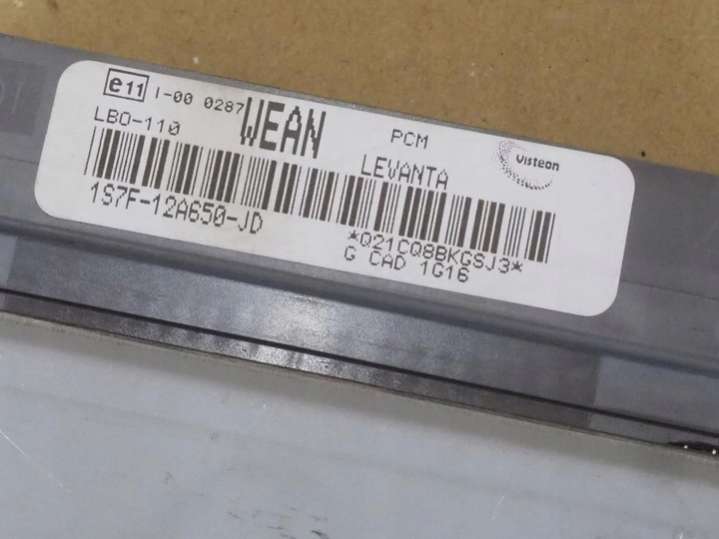 e11 I-00 0287 WEAN PCM Visteon
LBO-110 LEVANTA
1S7F-12A650-JD *Q21CQ8BKGSJ3*
G CAD 1G16